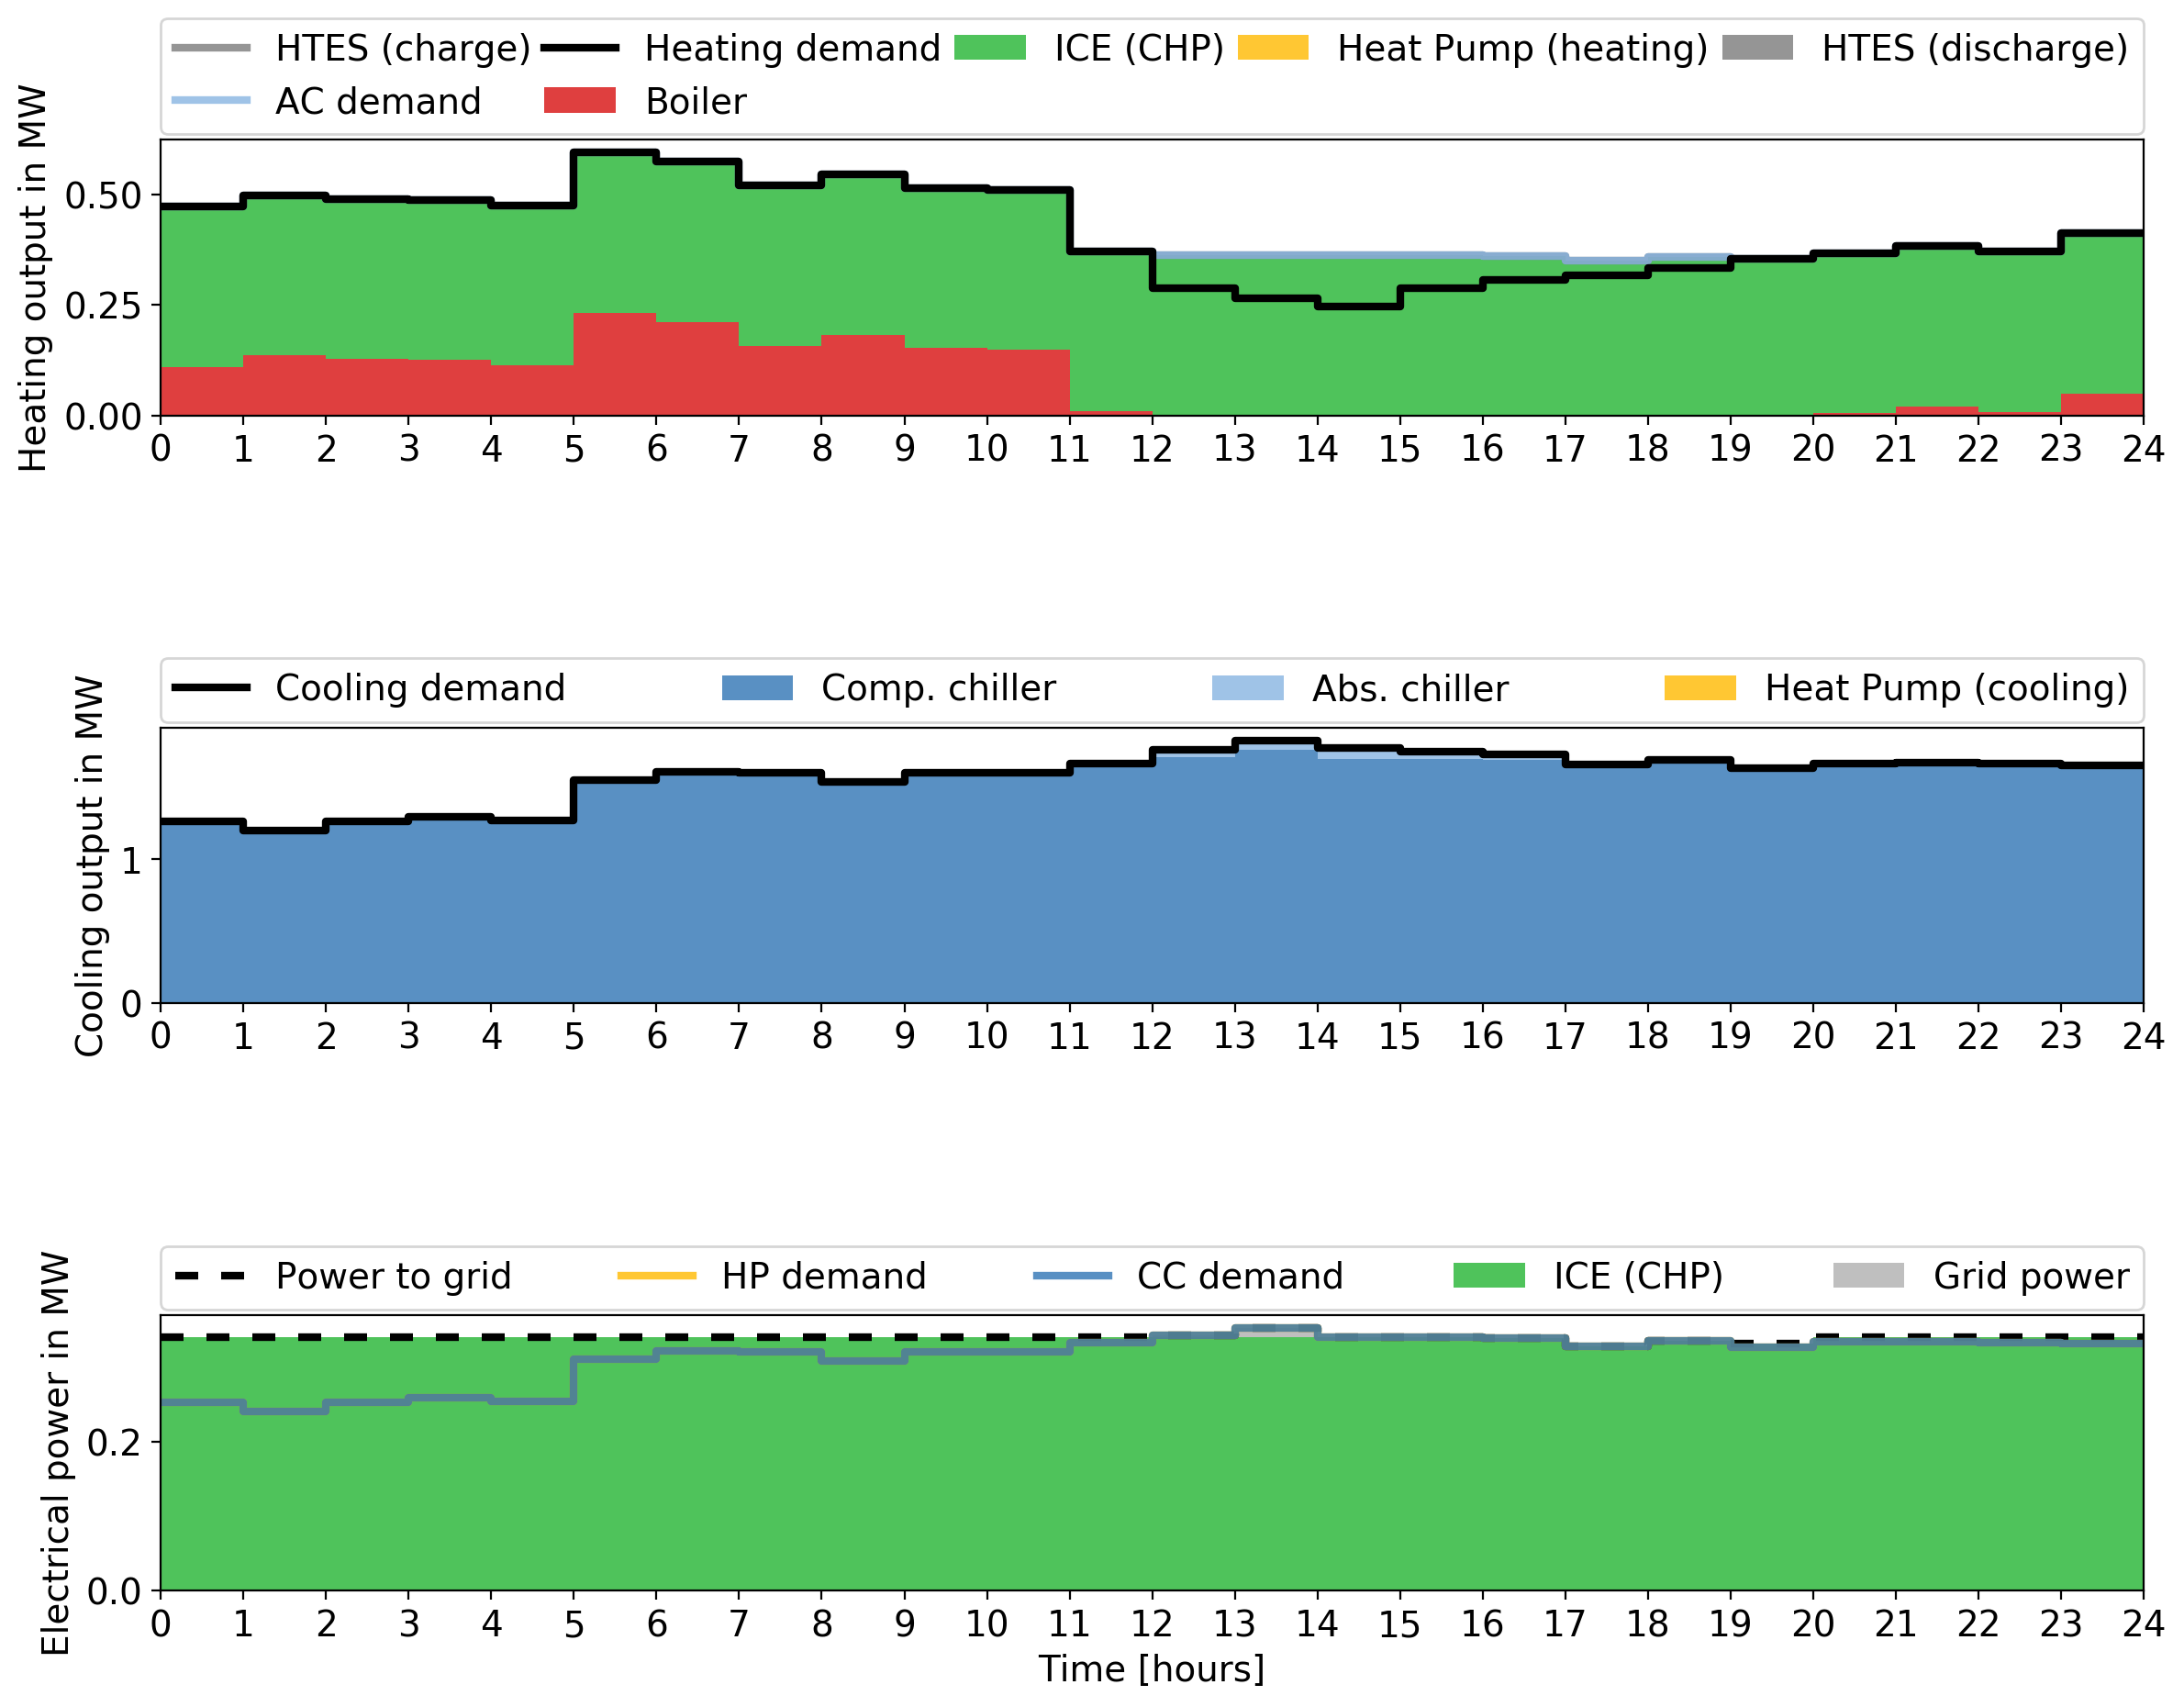 HTES (charge) Heating demand ICE (CHP) Heat Pump (heating) HTES (discharge)
AC demand Boiler
Heating output in MW
0.50
0.25
0.00
0 1 2 3 4 5 6 7 8 9 10 11 12 13 14 15 16 17 18 19 20 21 22 23 24
Cooling demand Comp. chiller Abs. chiller Heat Pump (cooling)
Cooling output in MW
1
0
0 1 2 3 4 5 6 7 8 9 10 11 12 13 14 15 16 17 18 19 20 21 22 23 24
Power to grid HP demand CC demand ICE (CHP) Grid power
Electrical power in MW
0.2
0.0
0 1 2 3 4 5 6 7 8 9 10 11 12 13 14 15 16 17 18 19 20 21 22 23 24
Time [hours]